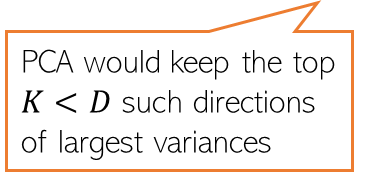 PCA would keep the top
K < D such directions
of largest variances